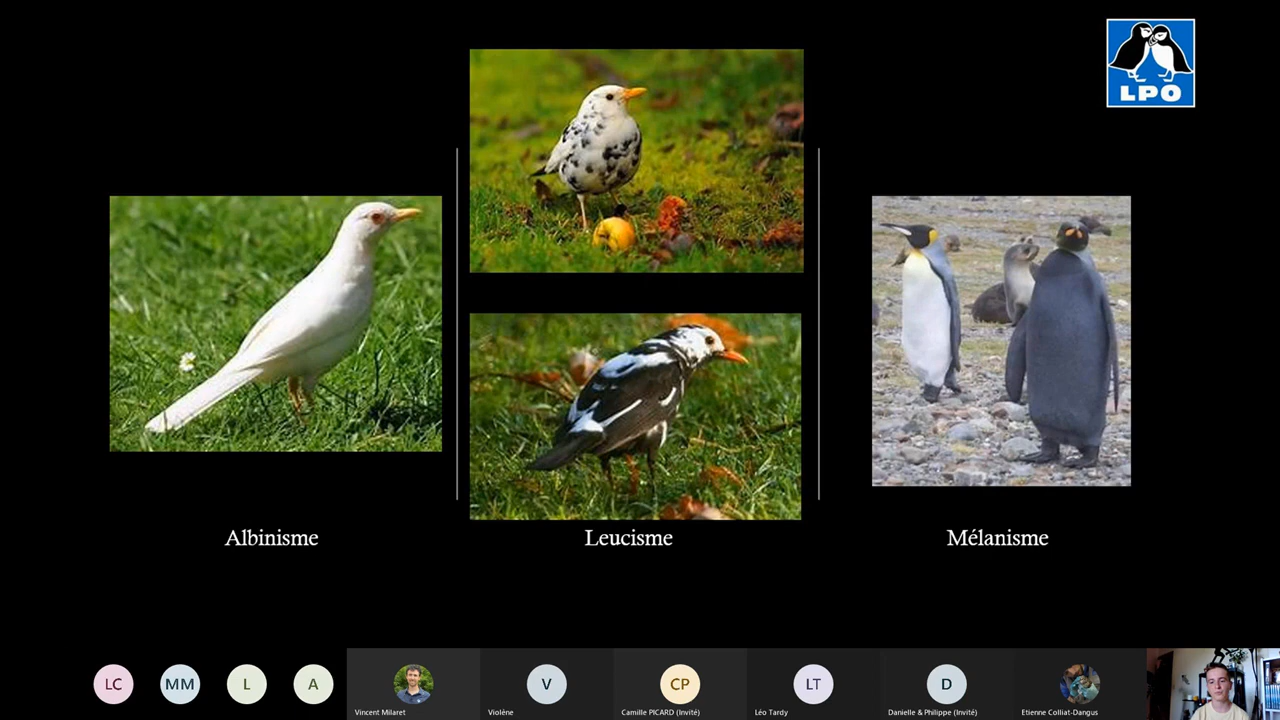 LPO
Albinisme
Leucisme
Mélanisme
LC
MM
L
A
V
CP
LT
D
Vincent Milaret
Violène
Camille PICARD (Invité)
Léo Tardy
Danielle & Philippe (Invité)
Etienne Colliat-Dangus